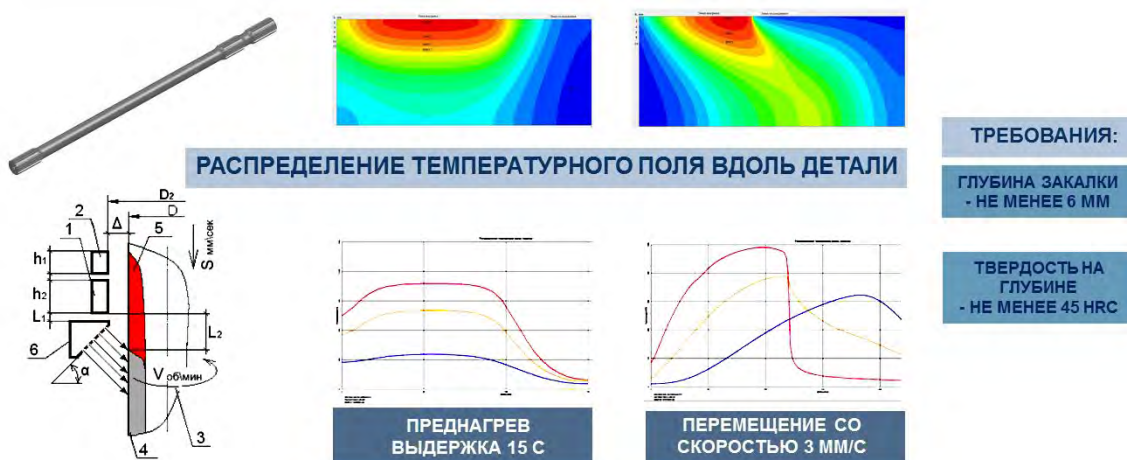 РАСПРЕДЕЛЕНИЕ ТЕМПЕРАТУРНОГО ПОЛЯ ВДОЛЬ ДЕТАЛИ
ТРЕБОВАНИЯ:
ГЛУБИНА ЗАКАЛКИ
- НЕ МЕНЕЕ 6 ММ
ТВЕРДОСТЬ НА
ГЛУБИНЕ
- НЕ МЕНЕЕ 45 HRC
D₂
2
Δ
D
1
5
S мм\сек
h₁
h₂
L₁
L₂
6
α
V об\мин
4
3
ПРЕДНАГРЕВ
ВЫДЕРЖКА 15 С
ПЕРЕМЕЩЕНИЕ СО
СКОРОСТЬЮ 3 ММ/С